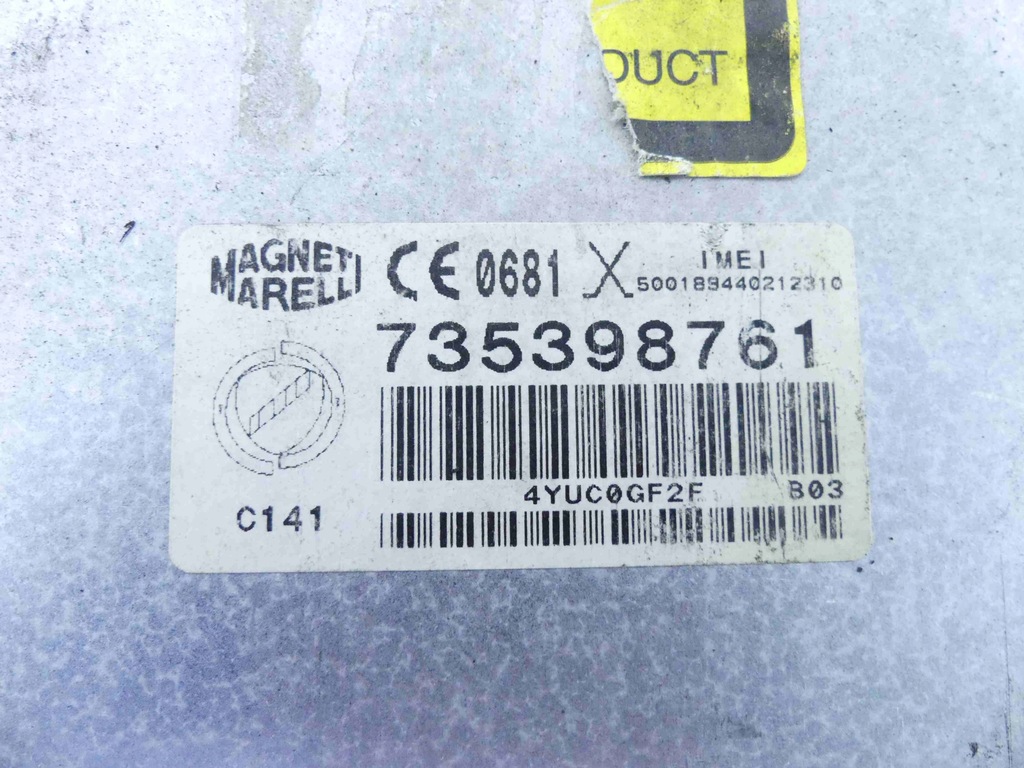 DUCT
MAGNETI
MARELLI
CE 0681
IMEI
500189440212310
735398761
4YUC0GF2F B03
C141